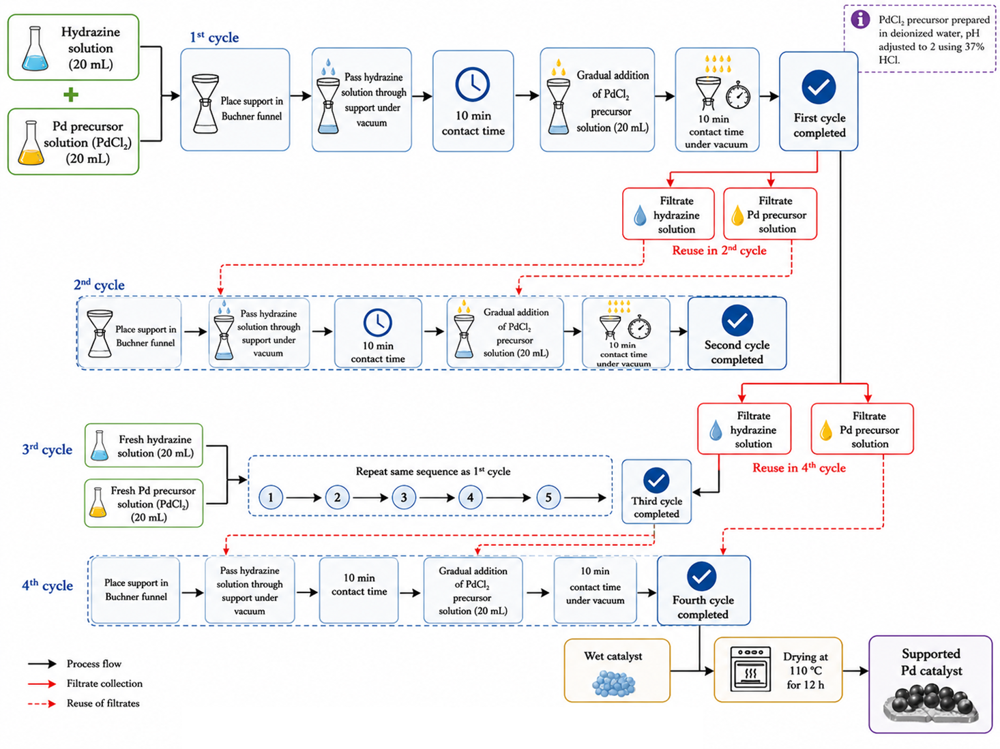 Hydrazine
solution
(20 mL)
Pd precursor
solution (PdCl₂)
(20 mL)
1ˢᵗ cycle
Place support in
Buchner funnel
Pass hydrazine
solution through
support under
vacuum
10 min
contact time
Gradual addition
of PdCl₂
precursor
solution (20 mL)
10 min
contact time
under vacuum
First cycle
completed
i
PdCl₂ precursor prepared
in deionized water, pH
adjusted to 2 using 37%
HCl.
Filtrate
hydrazine
solution
Filtrate
Pd precursor
solution
Reuse in 2ⁿᵈ cycle
2ⁿᵈ cycle
Place support in
Buchner funnel
Pass hydrazine
solution through
support under
vacuum
10 min
contact time
Gradual addition
of PdCl₂
precursor
solution (20 mL)
10 min
contact time
under vacuum
Second cycle
completed
Filtrate
hydrazine
solution
Filtrate
Pd precursor
solution
Reuse in 4ᵗʰ cycle
3ʳᵈ cycle
Fresh hydrazine
solution (20 mL)
Fresh Pd precursor
solution (PdCl₂)
(20 mL)
Repeat same sequence as 1ˢᵗ cycle
1 2 3 4 5
Third cycle
completed
4ᵗʰ cycle
Place support in
Buchner funnel
Pass hydrazine
solution through
support under
vacuum
10 min
contact time
Gradual addition
of PdCl₂
precursor
solution (20 mL)
10 min
contact time
under vacuum
Fourth cycle
completed
Wet catalyst
Drying at
110 °C
for 12 h
Supported
Pd catalyst
Process flow
Filtrate collection
Reuse of filtrates